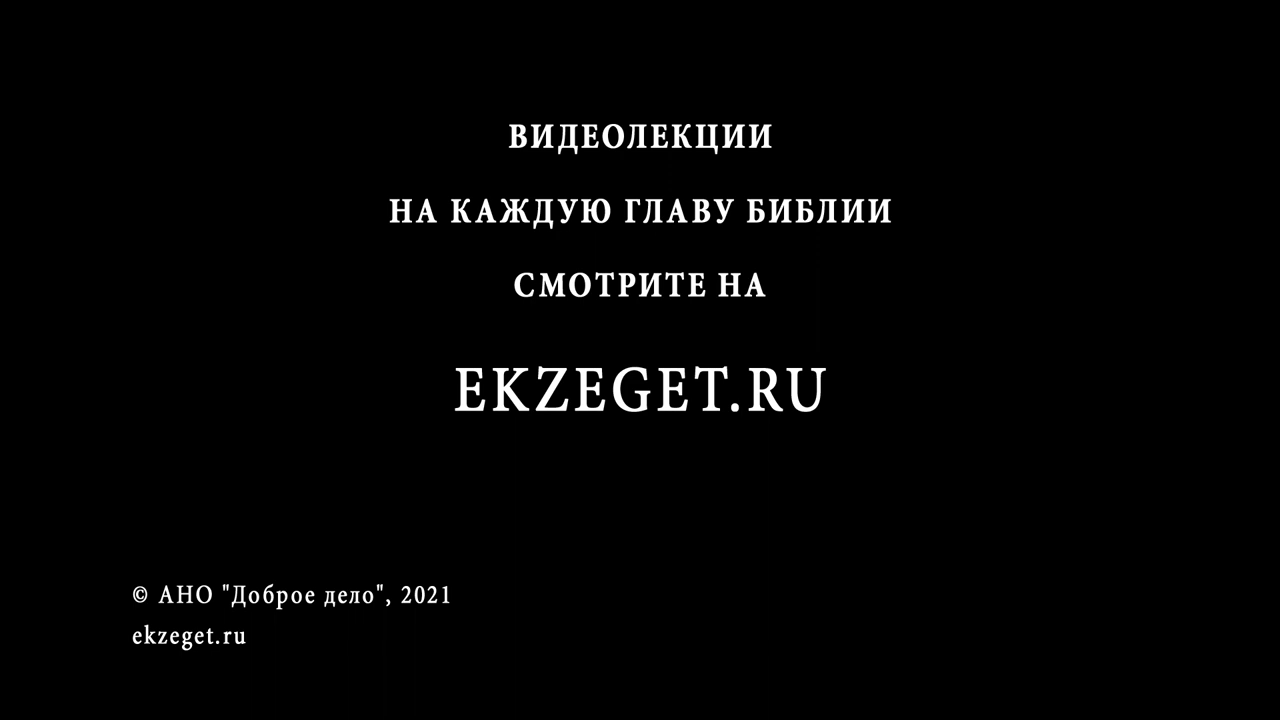 ВИДЕОЛЕКЦИИ
НА КАЖДУЮ ГЛАВУ БИБЛИИ
СМОТРИТЕ НА
EKZEGET.RU
© АНО "Доброе дело", 2021
ekzeget.ru